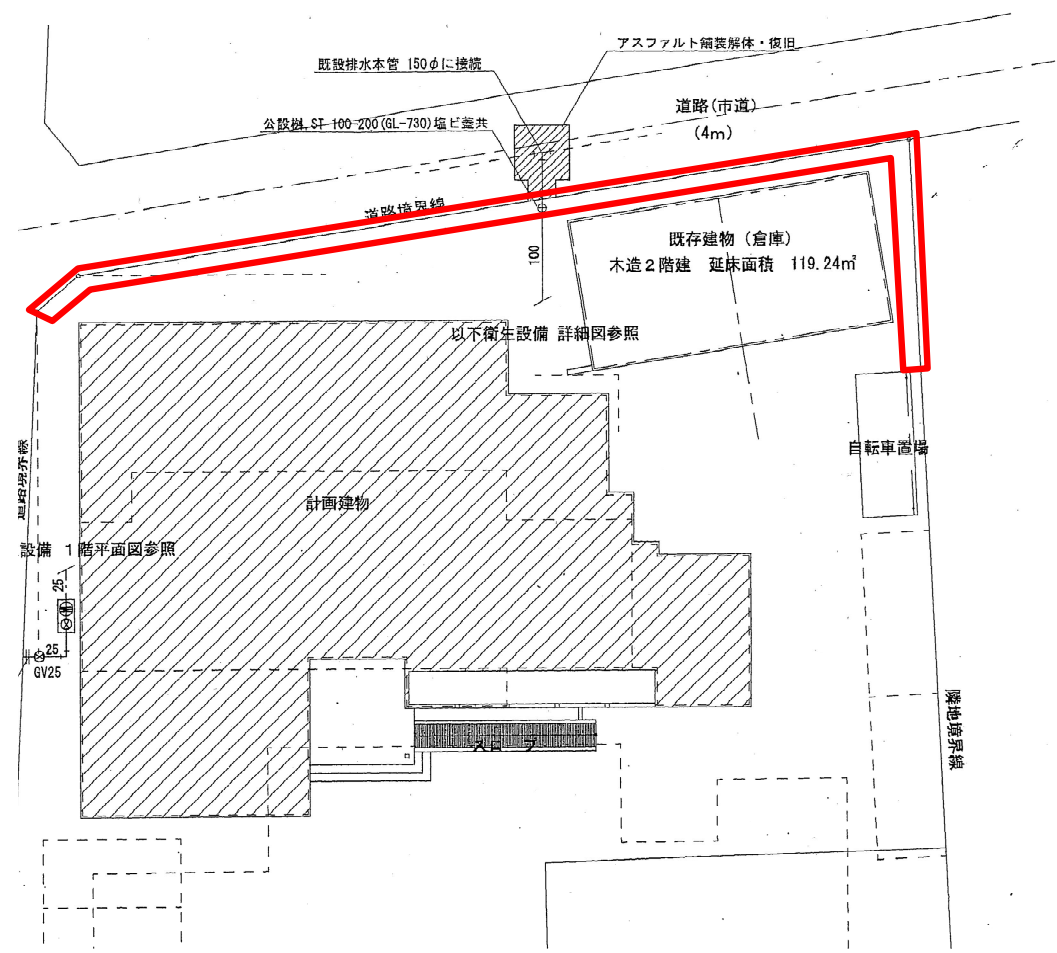 アスファルト舗装解体・復旧
既設排水本管 150φに接続
道路(市道)
(4m)
公設桝 ST 100-200(GL-730)塩ビ蓋共
道路境界線
既存建物（倉庫）
木造２階建　延床面積　119.24㎡
100
以下衛生設備 詳細図参照
道路境界線
自転車置場
計画建物
設備 １階平面図参照
25
25
GV25
隣地境界線
スロープ